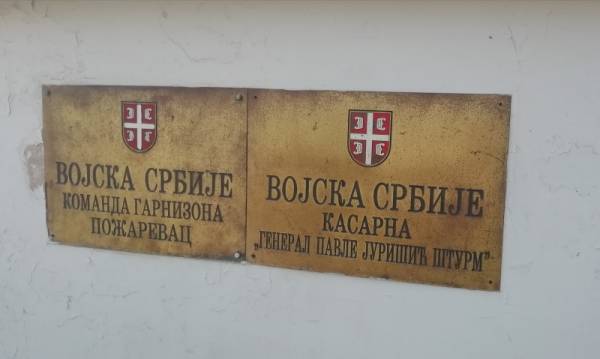 ВОЈСКА СРБИЈЕ
КОМАНДА ГАРНИЗОНА
ПОЖАРЕВАЦ
ВОЈСКА СРБИЈЕ
КАСАРНА
„ГЕНЕРАЛ ПАВЛЕ ЈУРИШИЋ ШТУРМ"